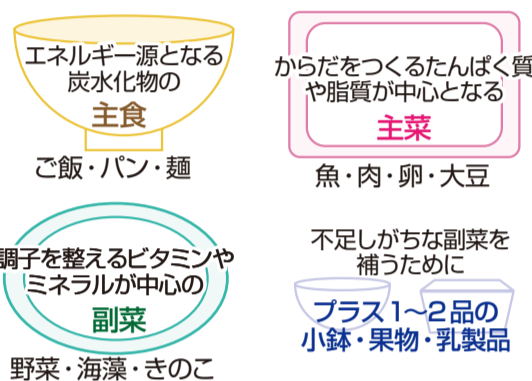 エネルギー源となる
炭水化物の
主食
ご飯・パン・麺
からだをつくるたんぱく質
や脂質が中心となる
主菜
魚・肉・卵・大豆
調子を整えるビタミンや
ミネラルが中心の
副菜
野菜・海藻・きのこ
不足しがちな副菜を
補うために
プラス1〜2品の
小鉢・果物・乳製品